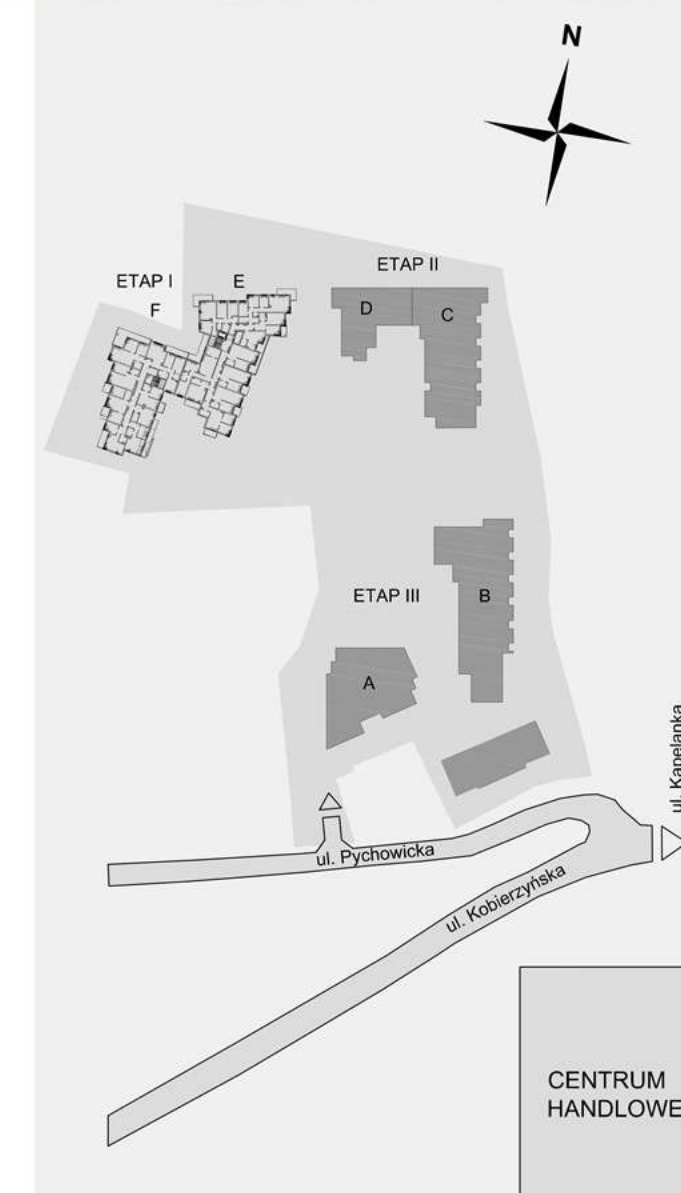 N
ETAP II
ETAP I
E
F
D
C
ETAP III
B
A
ul. Kapelanka
ul. Pychowicka
ul. Kobierzyńska
CENTRUM
HANDLOWE